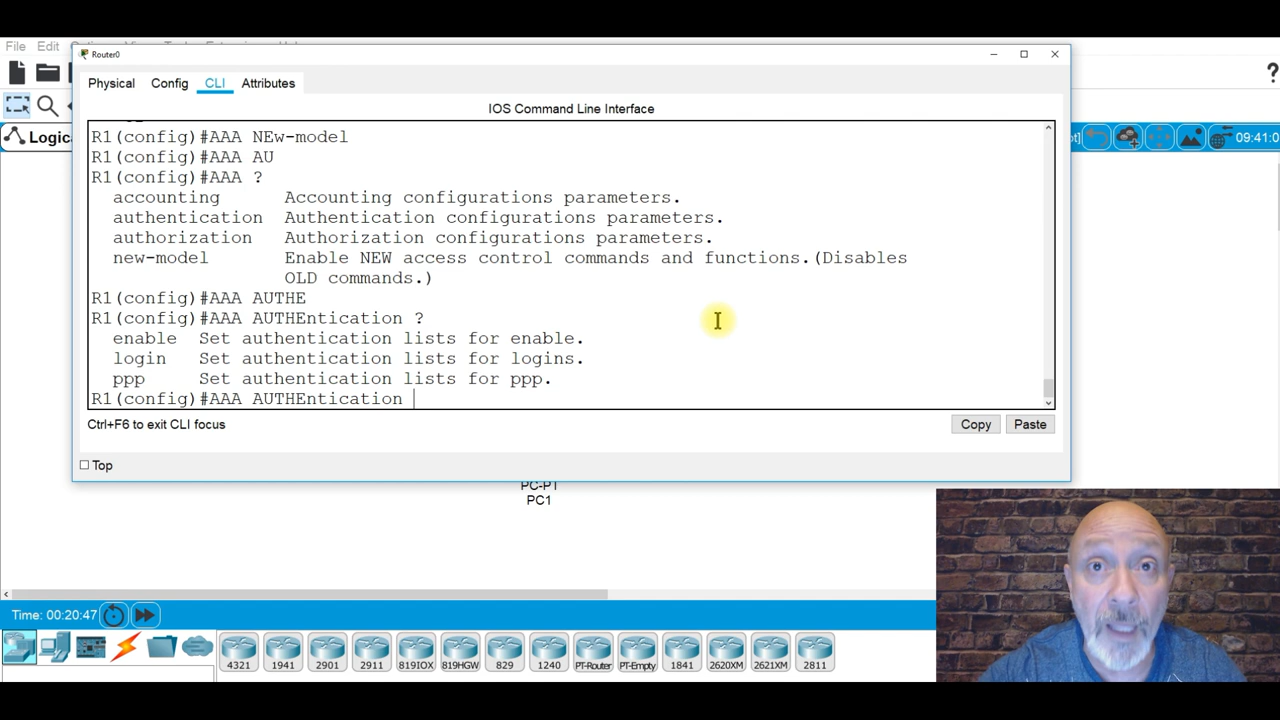 File Edit
Router0
?
Physical Config CLI Attributes
IOS Command Line Interface
Logica
t]
09:41:0
R1(config)#AAA NEw-model
R1(config)#AAA AU
R1(config)#AAA ?
accounting Accounting configurations parameters.
authentication Authentication configurations parameters.
authorization Authorization configurations parameters.
new-model Enable NEW access control commands and functions.(Disables
OLD commands.)
R1(config)#AAA AUTHE
R1(config)#AAA AUTHEntication ?
enable Set authentication lists for enable.
login Set authentication lists for logins.
ppp Set authentication lists for ppp.
R1(config)#AAA AUTHEntication
Ctrl+F6 to exit CLI focus
Copy Paste
Top
PC-PT
PC1
Time: 00:20:47
4321 1941 2901 2911 819IOX 819HGW 829 1240 PT-Router PT-Empty 1841 2620XM 2621XM 2811